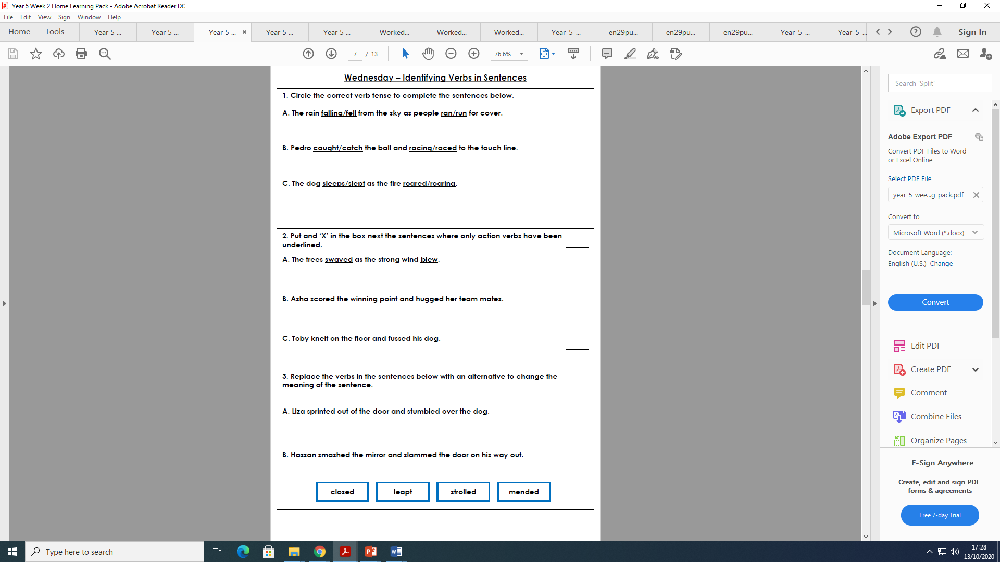 Year 5 Week 2 Home Learning Pack - Adobe Acrobat Reader DC
File Edit View Sign Window Help
Home Tools Year 5 ... Year 5 ... Year 5 ... Year 5 ... Year 5 ... Worked... Worked... Worked... Year-5-... en29pu... en29pu... en29pu... Year-5-... Year-5-... Sign In
7 / 13 76.6%
Wednesday – Identifying Verbs in Sentences
1. Circle the correct verb tense to complete the sentences below.
A. The rain falling/fell from the sky as people ran/run for cover.
B. Pedro caught/catch the ball and racing/raced to the touch line.
C. The dog sleeps/slept as the fire roared/roaring.
2. Put and ‘X’ in the box next the sentences where only action verbs have been
underlined.
A. The trees swayed as the strong wind blew.
B. Asha scored the winning point and hugged her team mates.
C. Toby knelt on the floor and fussed his dog.
3. Replace the verbs in the sentences below with an alternative to change the
meaning of the sentence.
A. Liza sprinted out of the door and stumbled over the dog.
B. Hassan smashed the mirror and slammed the door on his way out.
closed leapt strolled mended
Search 'Split'
Export PDF
Adobe Export PDF
Convert PDF Files to Word
or Excel Online
Select PDF File
year-5-wee...g-pack.pdf
Convert to
Microsoft Word (*.docx)
Document Language:
English (U.S.) Change
Convert
Edit PDF
Create PDF
Comment
Combine Files
Organize Pages
E-Sign Anywhere
Create, edit and sign PDF
forms & agreements
Free 7-day Trial
Type here to search
17:28
13/10/2020